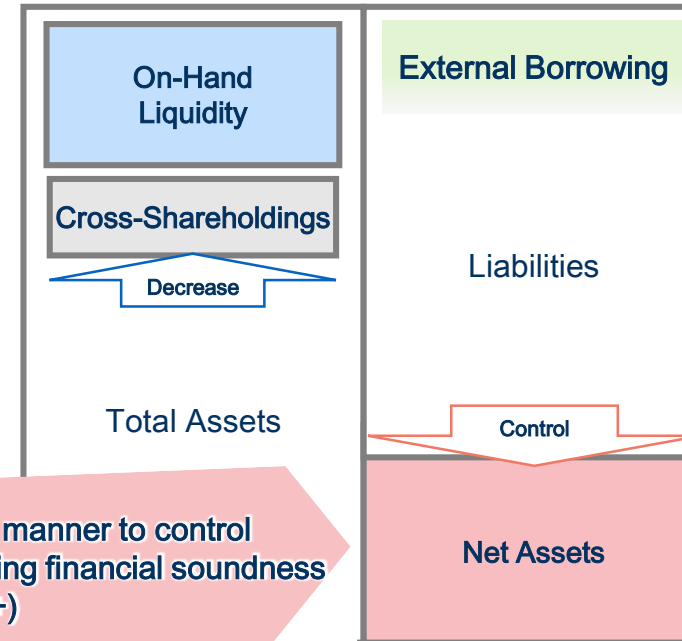 On-Hand
Liquidity
Cross-Shareholdings
Decrease
Total Assets
External Borrowing
Liabilities
Control
Net Assets
manner to control
financial soundness